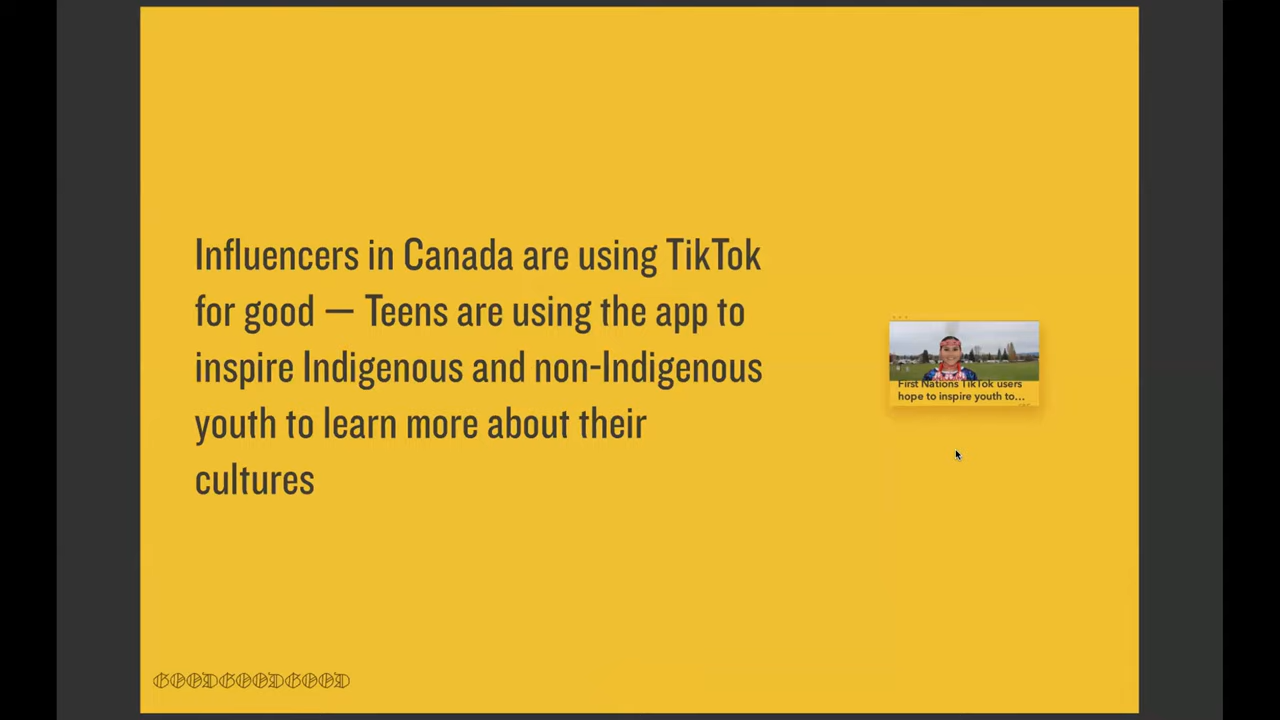 Influencers in Canada are using TikTok
for good — Teens are using the app to
inspire Indigenous and non-Indigenous
youth to learn more about their
cultures
First Nations TikTok users
hope to inspire youth to...
GOODGOODGOOD